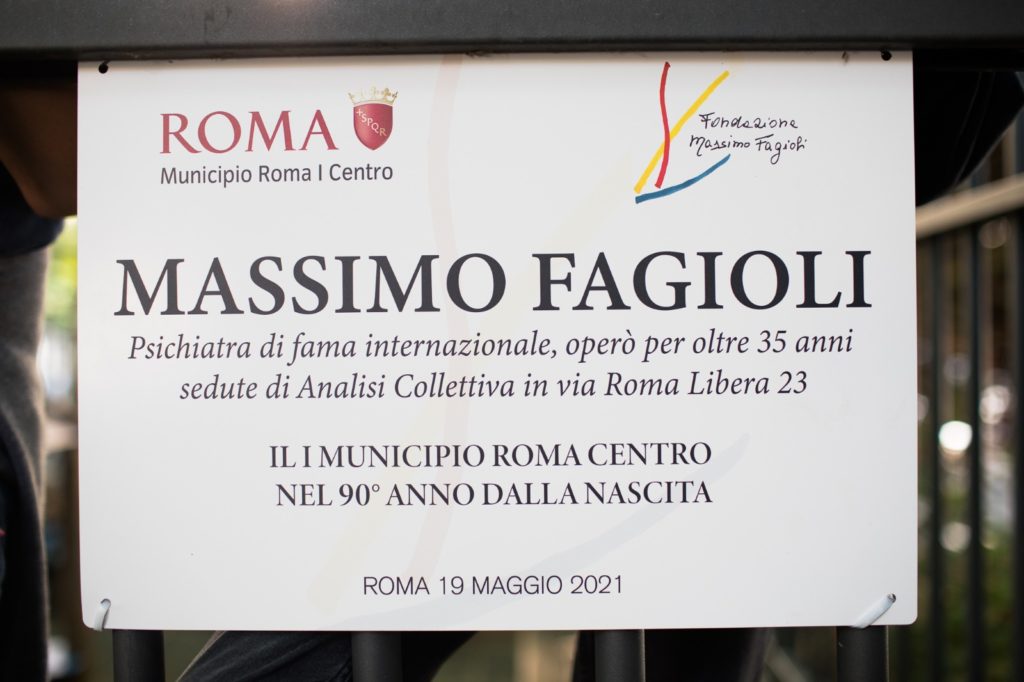 ROMA
XSPQR
Municipio Roma I Centro
Fondazione
Massimo Fagioli
MASSIMO FAGIOLI
Psichiatra di fama internazionale, operò per oltre 35 anni
sedute di Analisi Collettiva in via Roma Libera 23
IL I MUNICIPIO ROMA CENTRO
NEL 90° ANNO DALLA NASCITA
ROMA 19 MAGGIO 2021